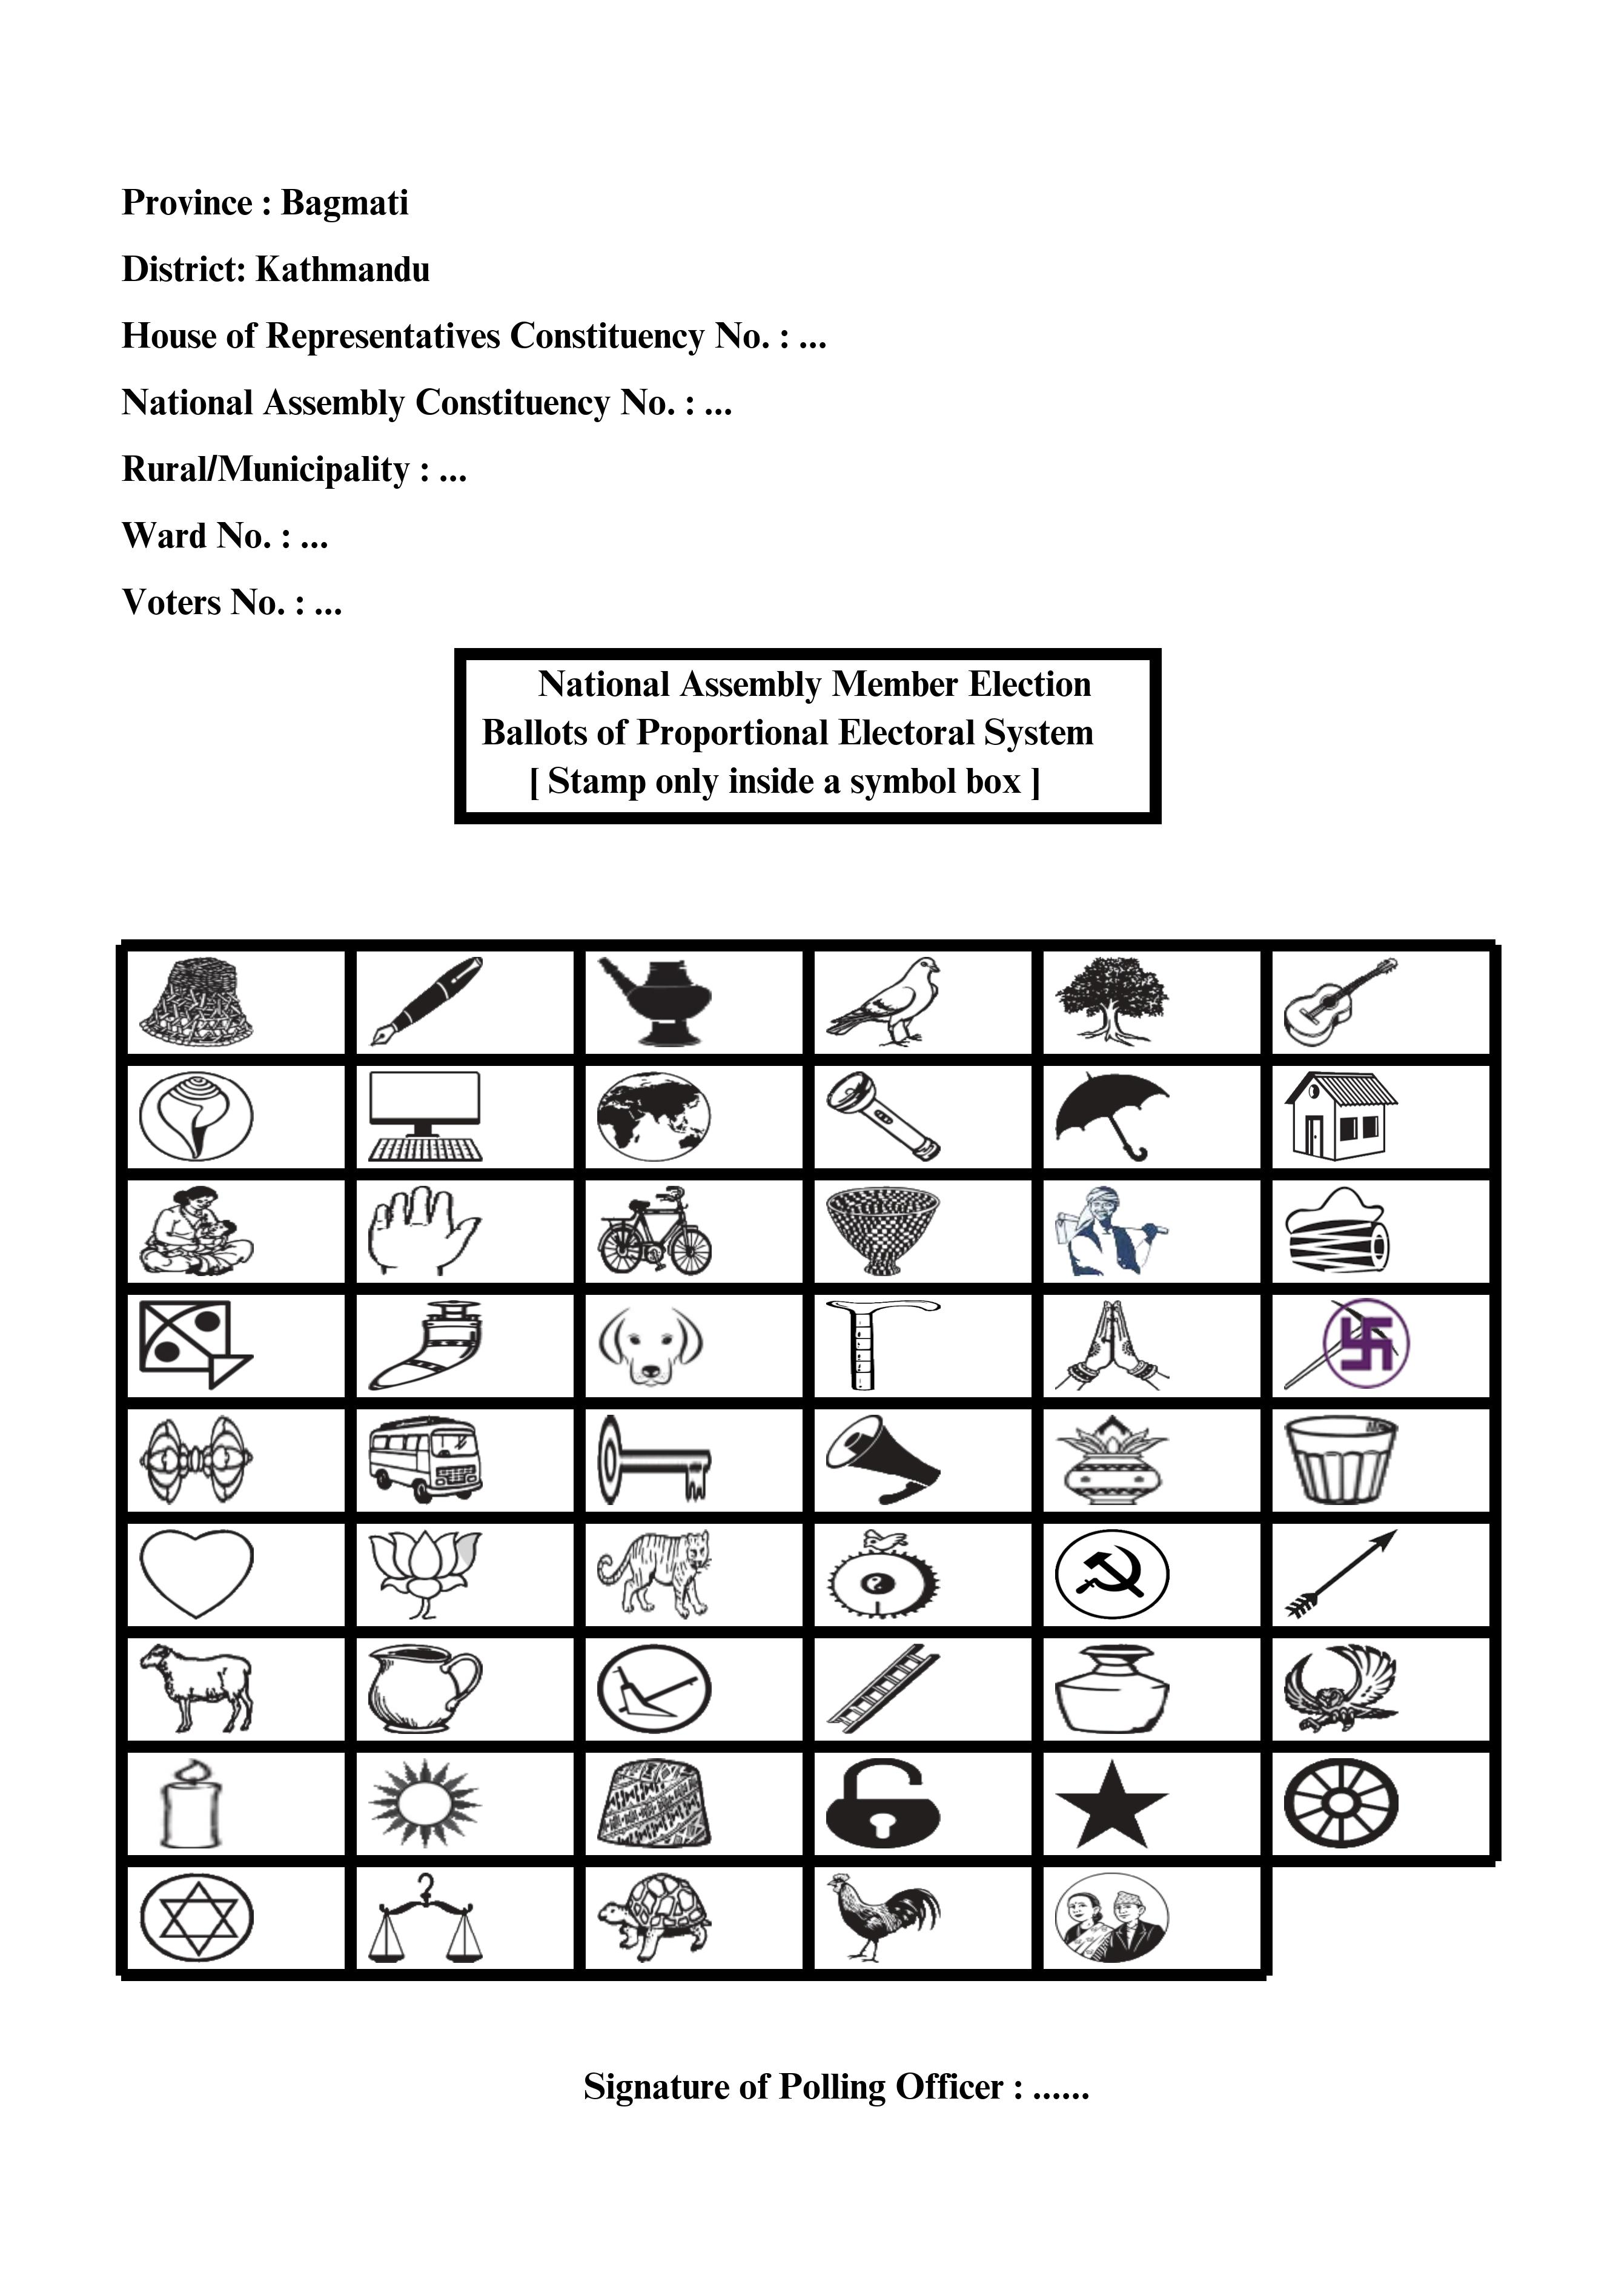 Province : Bagmati
District: Kathmandu
House of Representatives Constituency No. : ...
National Assembly Constituency No. : ...
Rural/Municipality : ...
Ward No. : ...
Voters No. : ...
National Assembly Member Election
Ballots of Proportional Electoral System
[ Stamp only inside a symbol box ]
Signature of Polling Officer : ......